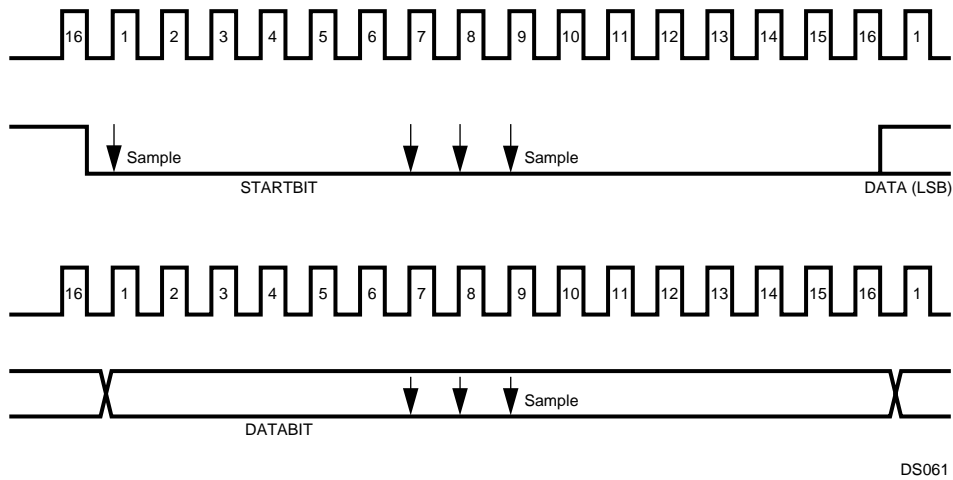 16 1 2 3 4 5 6 7 8 9 10 11 12 13 14 15 16 1
Sample Sample
STARTBIT DATA (LSB)
16 1 2 3 4 5 6 7 8 9 10 11 12 13 14 15 16 1
Sample
DATABIT
DS061